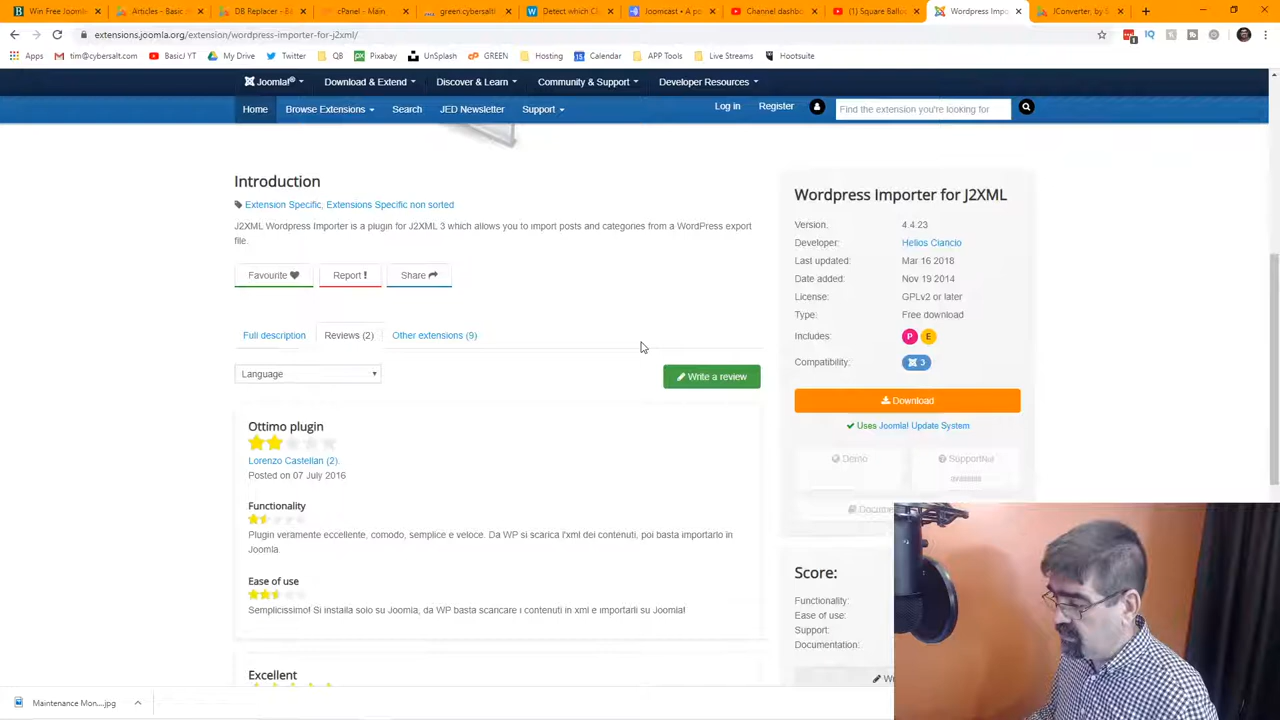 Win Free Jooml
Articles - Basic
DB Replacer - B
cPanel - Main
green.cybersalt
Detect which C
Joomcast - A p
Channel dashb
(1) Square Ballo
Wordpress Impo
JConverter, by
extensions.joomla.org/extension/wordpress-importer-for-j2xml/
Apps
tim@cybersalt.com
BasicJ YT
My Drive
Twitter
QB
Pixabay
UnSplash
GREEN
Hosting
Calendar
APP Tools
Live Streams
Hootsuite
Joomla!® Download & Extend Discover & Learn Community & Support Developer Resources
Home Browse Extensions Search JED Newsletter Support Log in Register Find the extension you're looking for
Introduction
Extension Specific, Extensions Specific non sorted
J2XML Wordpress Importer is a plugin for J2XML 3 which allows you to import posts and categories from a WordPress export
file.
Favourite Report ! Share
Full description Reviews (2) Other extensions (9)
Language
Write a review
Ottimo plugin
Lorenzo Castellan (2).
Posted on 07 July 2016
Functionality
Plugin veramente eccellente, comodo, semplice e veloce. Da WP si scarica l'xml dei contenuti, poi basta importarlo in
Joomla.
Ease of use
Semplicissimo! Si installa solo su Joomla, da WP basta scancare i contenuti in xml e importarli su Joomla!
Excellent
Wordpress Importer for J2XML
Version: 4.4.23
Developer: Helios Ciancio
Last updated: Mar 16 2018
Date added: Nov 19 2014
License: GPLv2 or later
Type: Free download
Includes: P E
Compatibility: 3
Download
Uses Joomla! Update System
Demo
Support
Docume
Score:
Functionality:
Ease of use:
Support:
Documentation:
Maintenance Mon....jpg